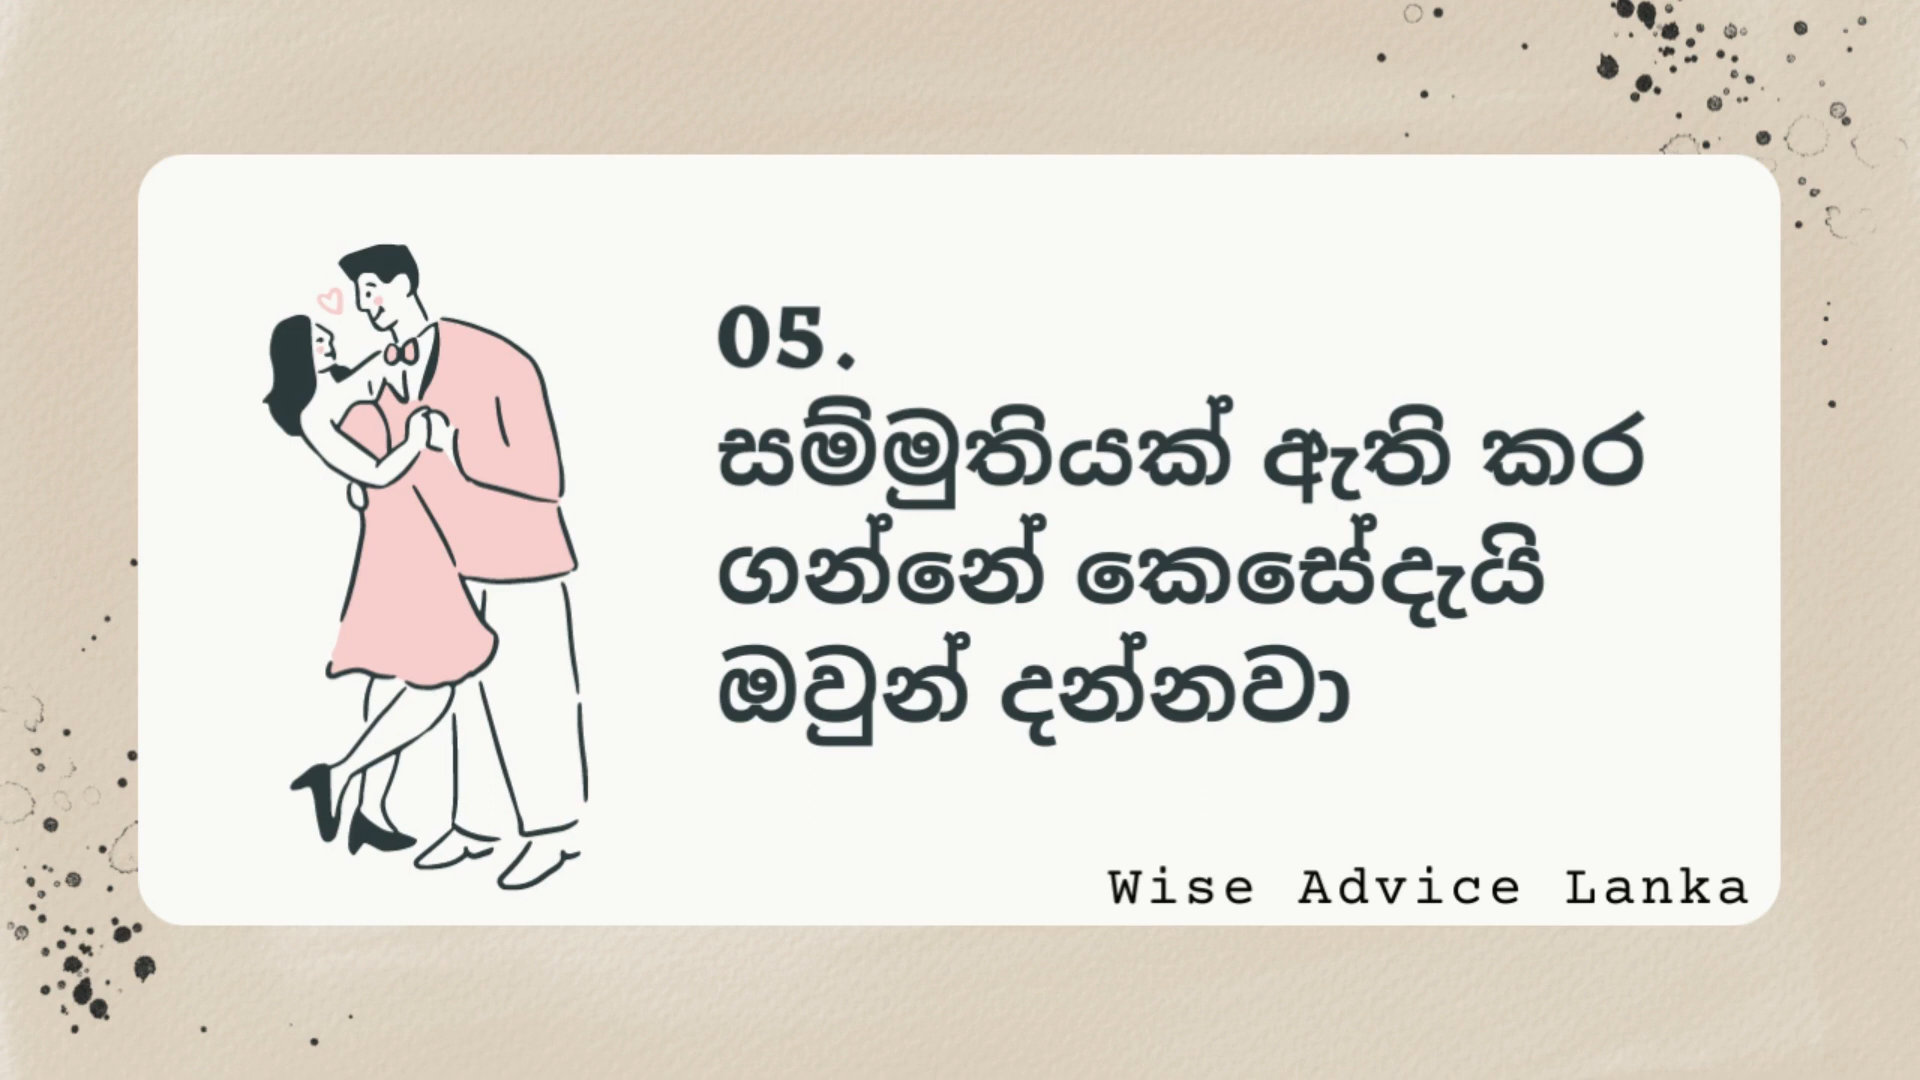 05.
සම්මුතියක් ඇති කර
ගන්නේ කෙසේදැයි
ඔවුන් දන්නවා
Wise Advice Lanka